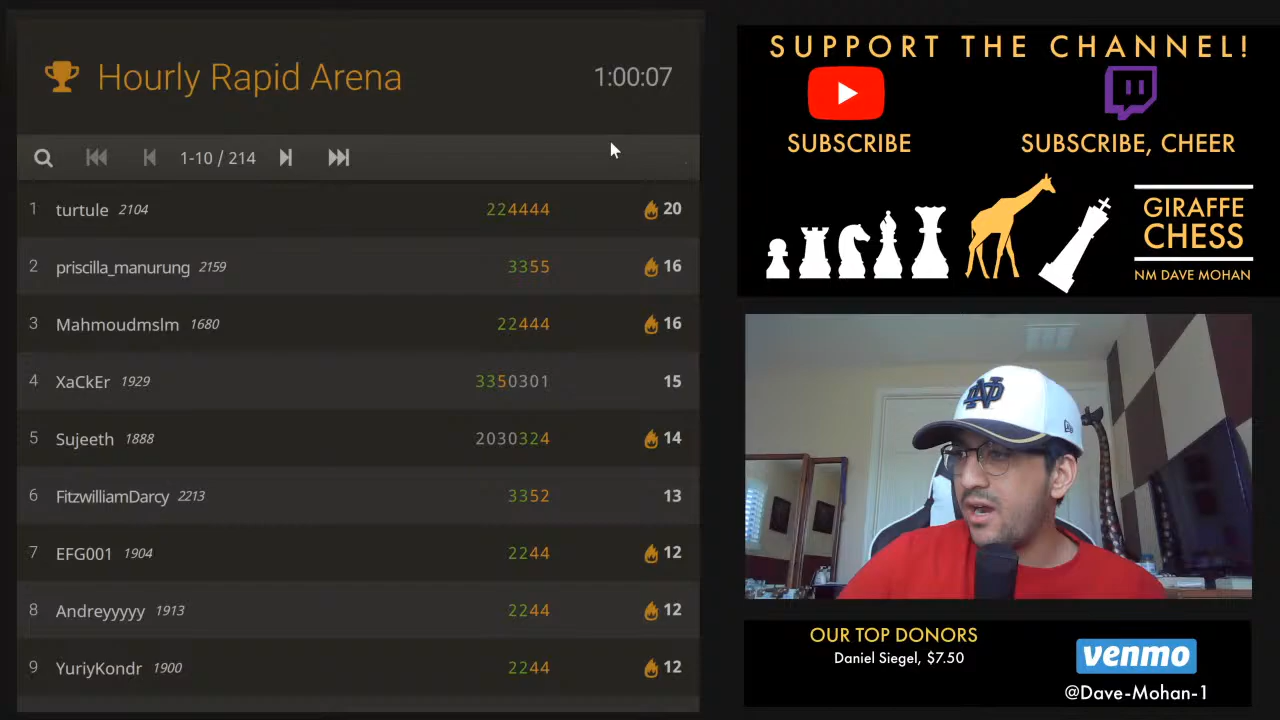 Hourly Rapid Arena 1:00:07
1-10 / 214
1 turtule 2104 224444 20
2 priscilla_manurung 2159 3355 16
3 Mahmoudmslm 1680 22444 16
4 XaCkEr 1929 3350301 15
5 Sujeeth 1888 2030324 14
6 FitzwilliamDarcy 2213 3352 13
7 EFG001 1904 2244 12
8 Andreyyyyy 1913 2244 12
9 YuriyKondr 1900 2244 12
SUPPORT THE CHANNEL!
SUBSCRIBE
SUBSCRIBE, CHEER
GIRAFFE
CHESS
NM DAVE MOHAN
ND
OUR TOP DONORS
Daniel Siegel, $7.50
venmo
@Dave-Mohan-1